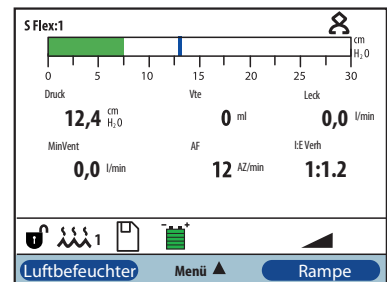 S Flex:1
cm
H2O
0 5 10 15 20 25 30
Druck Vte Leck
12,4 cm H2O 0 ml 0,0 l/min
MinVent AF I:E Verh
0,0 l/min 12 AZ/min 1:1.2
1 - +
Luftbefeuchter Menü ▲ Rampe